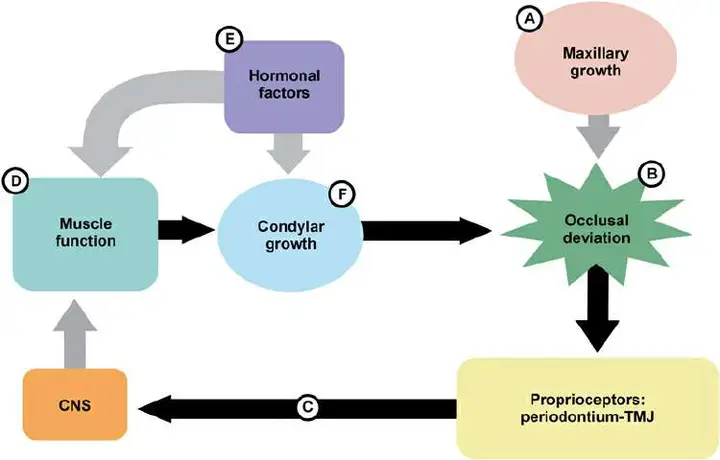 A
Maxillary
growth
E
Hormonal
factors
D
Muscle
function
F
Condylar
growth
B
Occlusal
deviation
CNS
C
Proprioceptors:
periodontium-TMJ